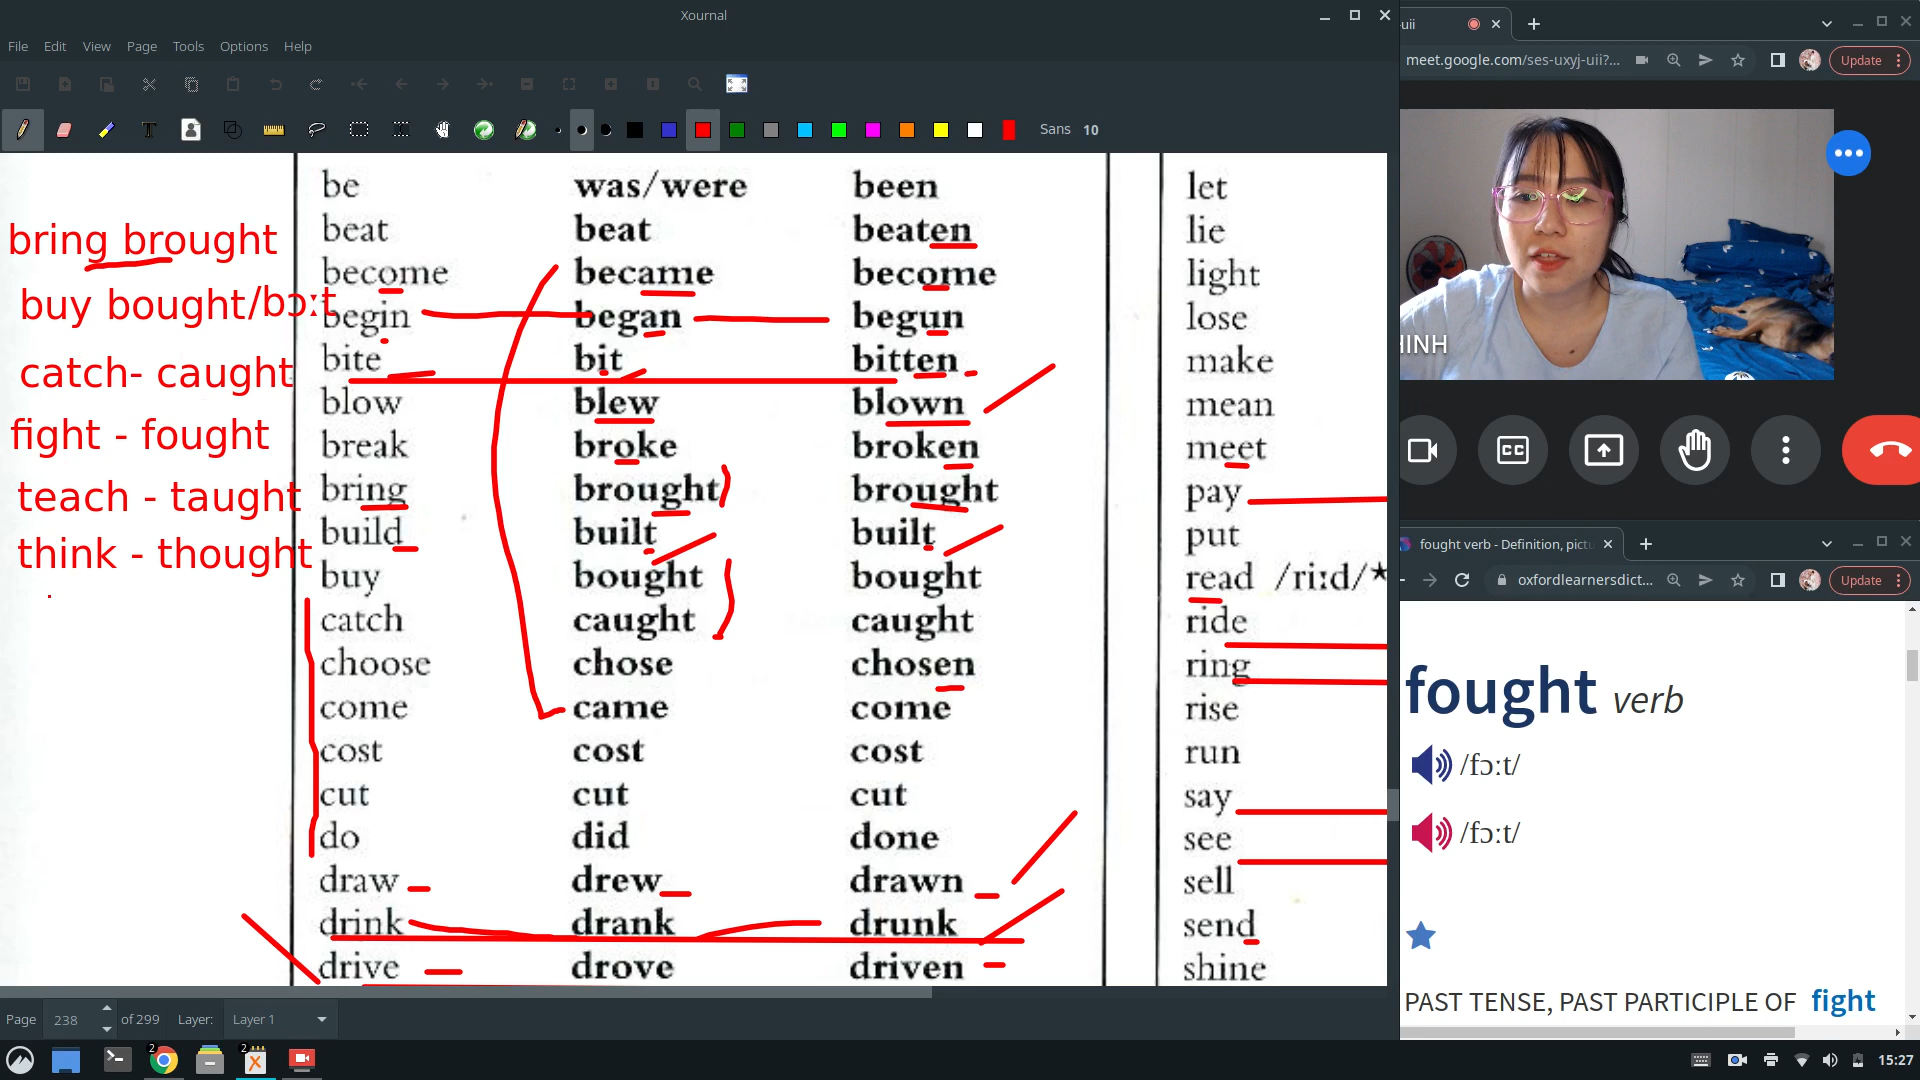 Xournal
File Edit View Page Tools Options Help
Sans 10
bring brought
buy bought/bɔːt
catch- caught
fight - fought
teach - taught
think - thought
be was/were been
beat beat beaten
become became become
begin began begun
bite bit bitten
blow blew blown
break broke broken
bring brought brought
build built built
buy bought bought
catch caught caught
choose chose chosen
come came come
cost cost cost
cut cut cut
do did done
draw drew drawn
drink drank drunk
drive drove driven
let
lie
light
lose
make
mean
meet
pay
put
read /riːd/*
ride
ring
rise
run
say
see
sell
send
shine
Page 238 of 299 Layer: Layer 1
-uii
meet.google.com/ses-uxyj-uii?...
Update
HINH
CC
fought verb - Definition, pictu
oxfordlearnersdict...
Update
fought verb
/fɔːt/
/fɔːt/
PAST TENSE, PAST PARTICIPLE OF fight
2
2
15:27